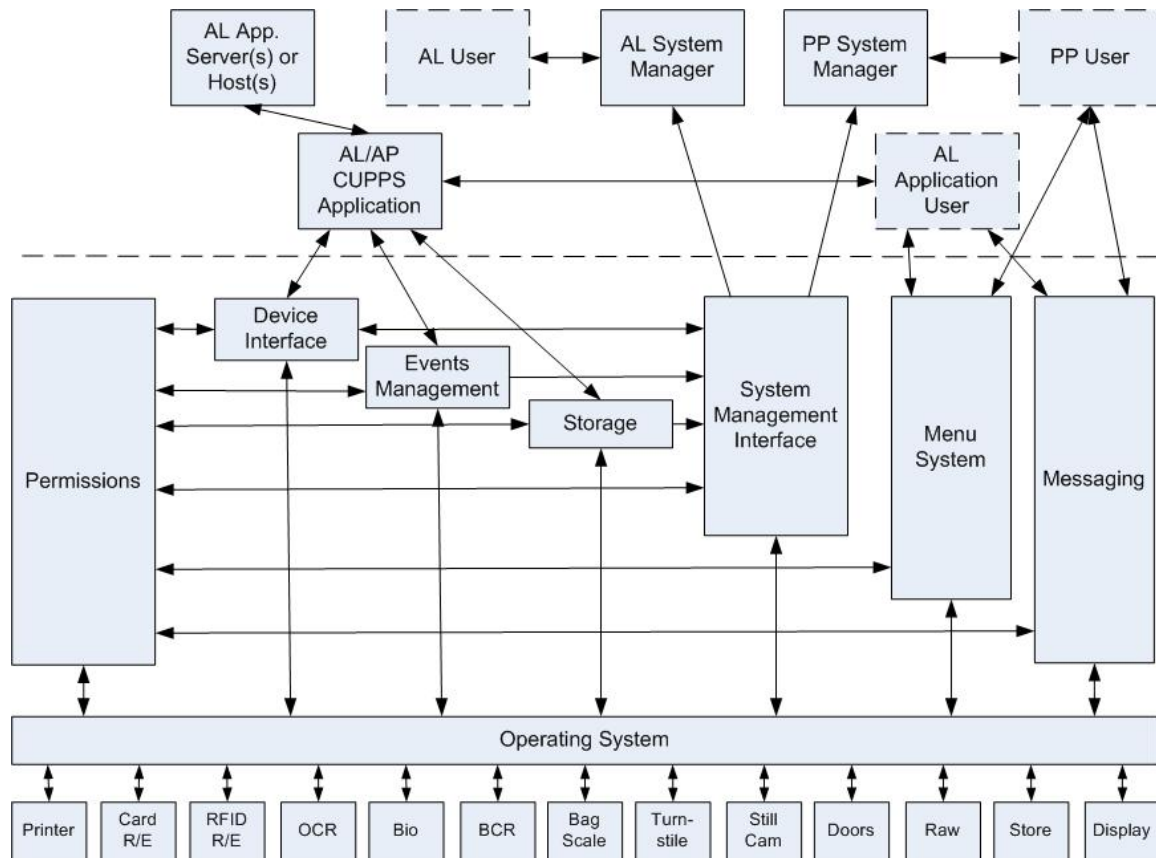 AL App.
Server(s) or
Host(s)
AL User
AL System
Manager
PP System
Manager
PP User
AL/AP
CUPPS
Application
AL
Application
User
Permissions
Device
Interface
Events
Management
Storage
System
Management
Interface
Menu
System
Messaging
Operating System
Printer
Card
R/E
RFID
R/E
OCR
Bio
BCR
Bag
Scale
Turn-
stile
Still
Cam
Doors
Raw
Store
Display